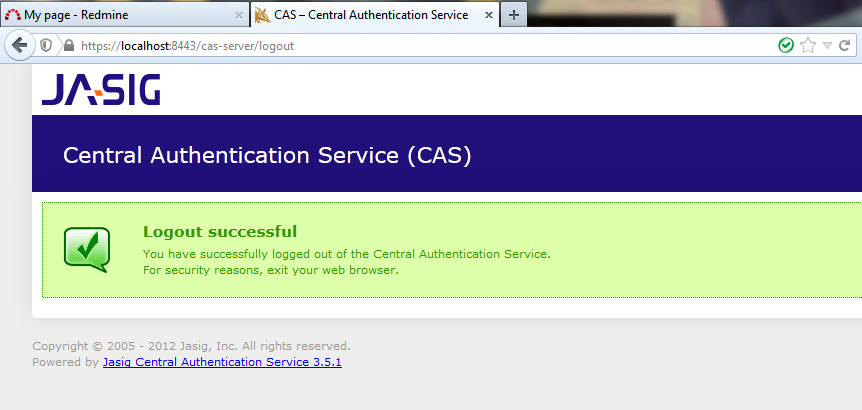 My page - Redmine
CAS – Central Authentication Service
https://localhost:8443/cas-server/logout
JASIG
Central Authentication Service (CAS)
Logout successful
You have successfully logged out of the Central Authentication Service.
For security reasons, exit your web browser.
Copyright © 2005 - 2012 Jasig, Inc. All rights reserved.
Powered by Jasig Central Authentication Service 3.5.1